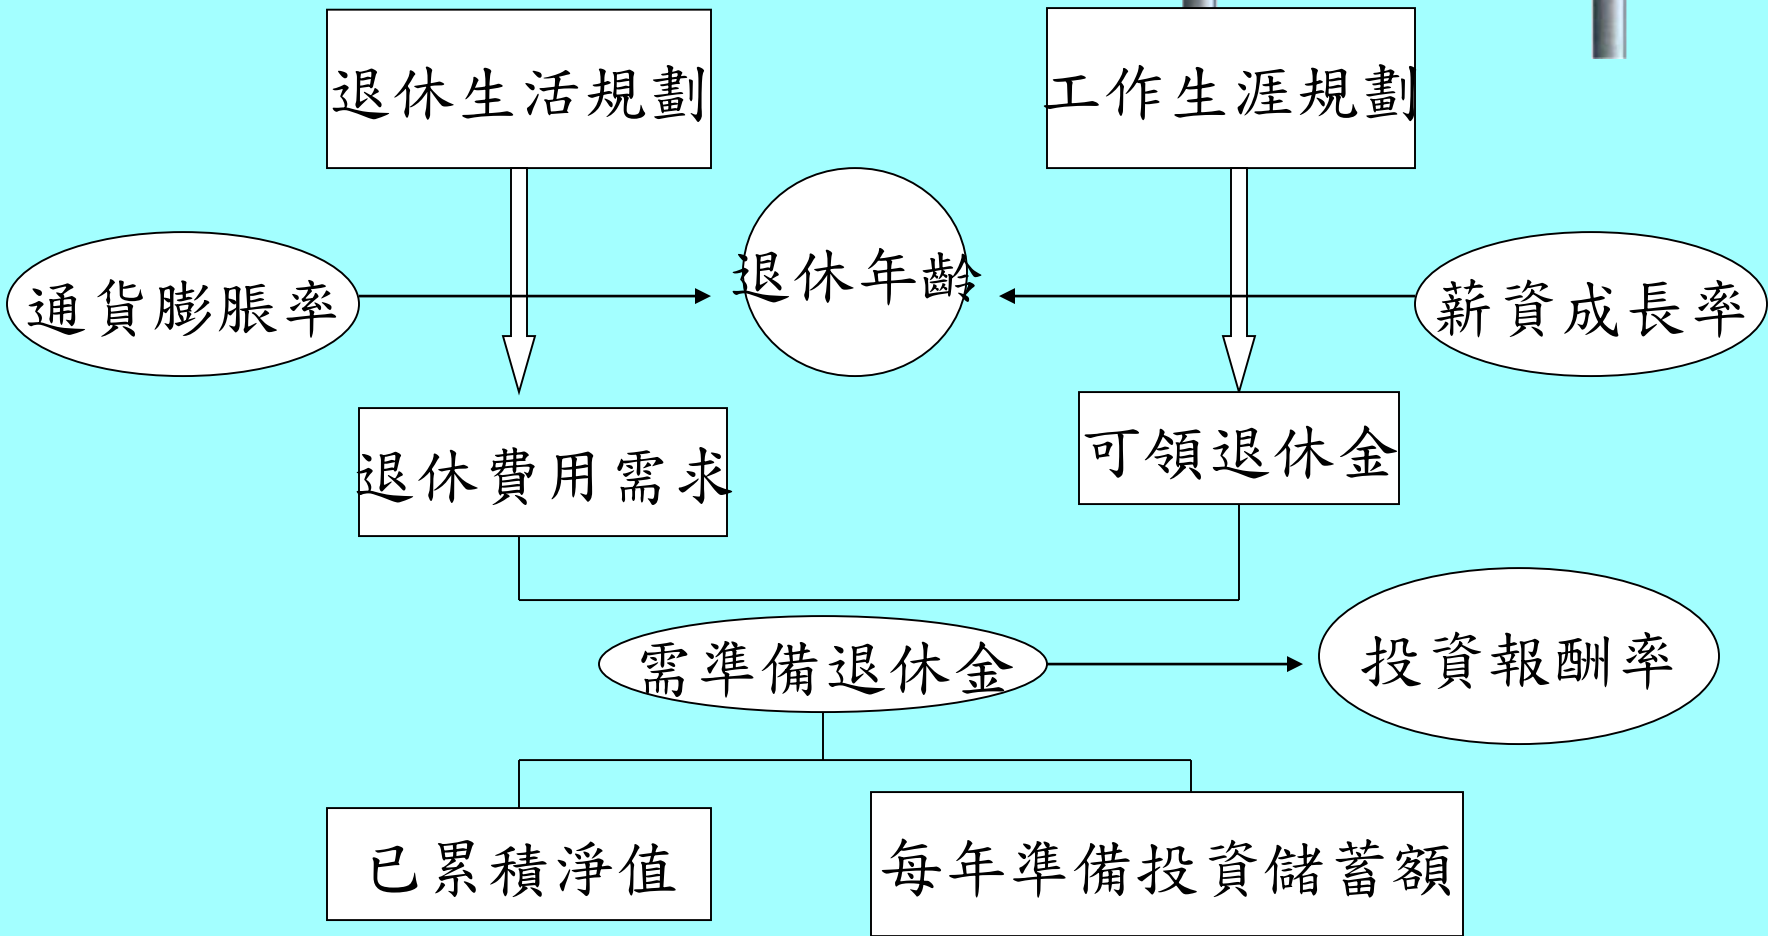 退休生活規劃
工作生涯規劃
通貨膨脹率
退休年齡
薪資成長率
退休費用需求
可領退休金
需準備退休金
投資報酬率
已累積淨值
每年準備投資儲蓄額